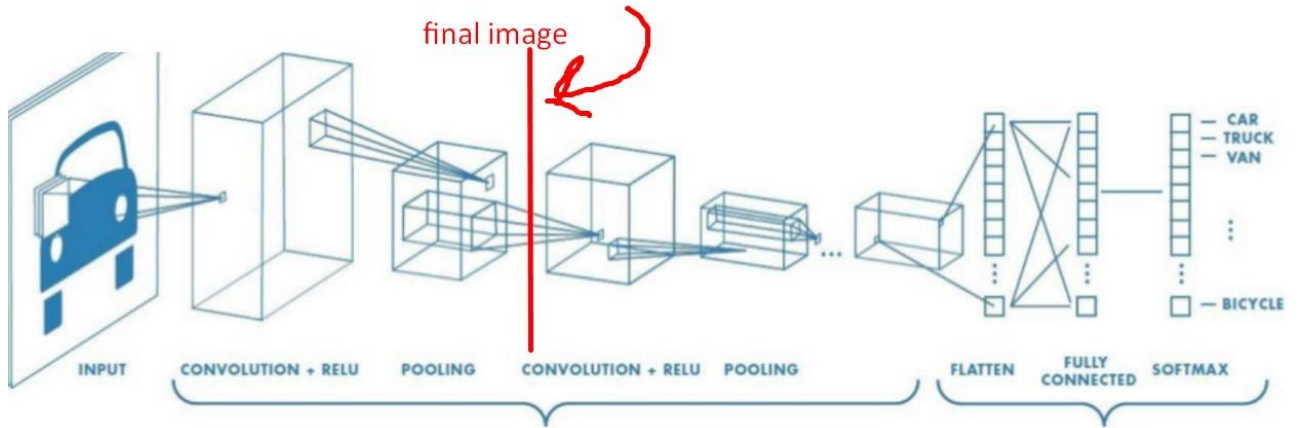 final image
CAR
TRUCK
VAN
BICYCLE
INPUT
CONVOLUTION + RELU
POOLING
CONVOLUTION + RELU
POOLING
FLATTEN
FULLY
CONNECTED
SOFTMAX